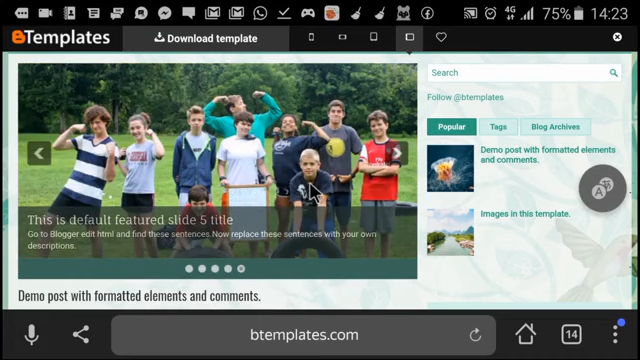 4G
75% 14:23
BTemplates
Download template
Search
Follow @btemplates
Popular
Tags
Blog Archives
Demo post with formatted elements
and comments.
Images in this template.
This is default featured slide 5 title
Go to Blogger edit html and find these sentences.Now replace these sentences with your own
descriptions.
Demo post with formatted elements and comments.
btemplates.com
14